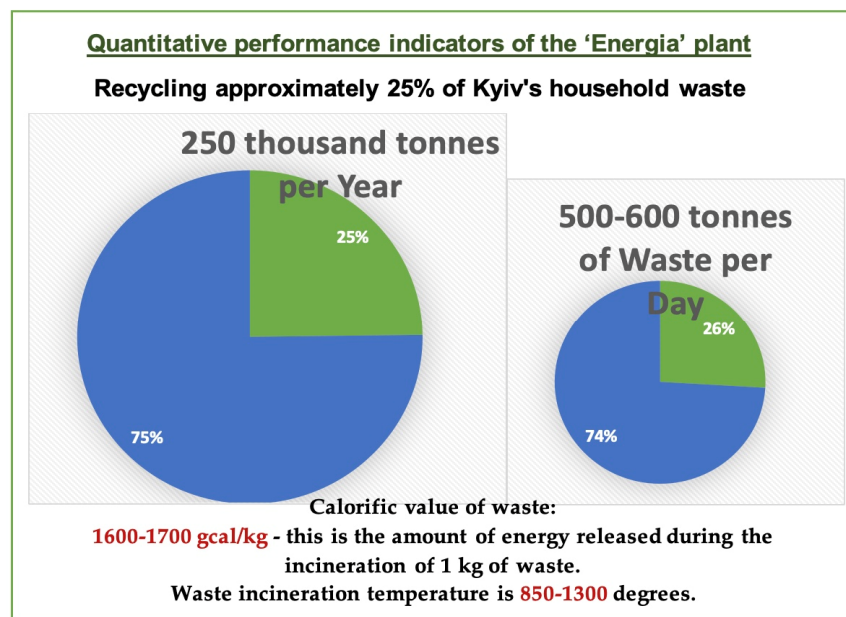 Quantitative performance indicators of the ‘Energia’ plant
Recycling approximately 25% of Kyiv's household waste
250 thousand tonnes
per Year
25%
75%
500-600 tonnes
of Waste per
Day
26%
74%
Calorific value of waste:
1600-1700 gcal/kg - this is the amount of energy released during the
incineration of 1 kg of waste.
Waste incineration temperature is 850-1300 degrees.